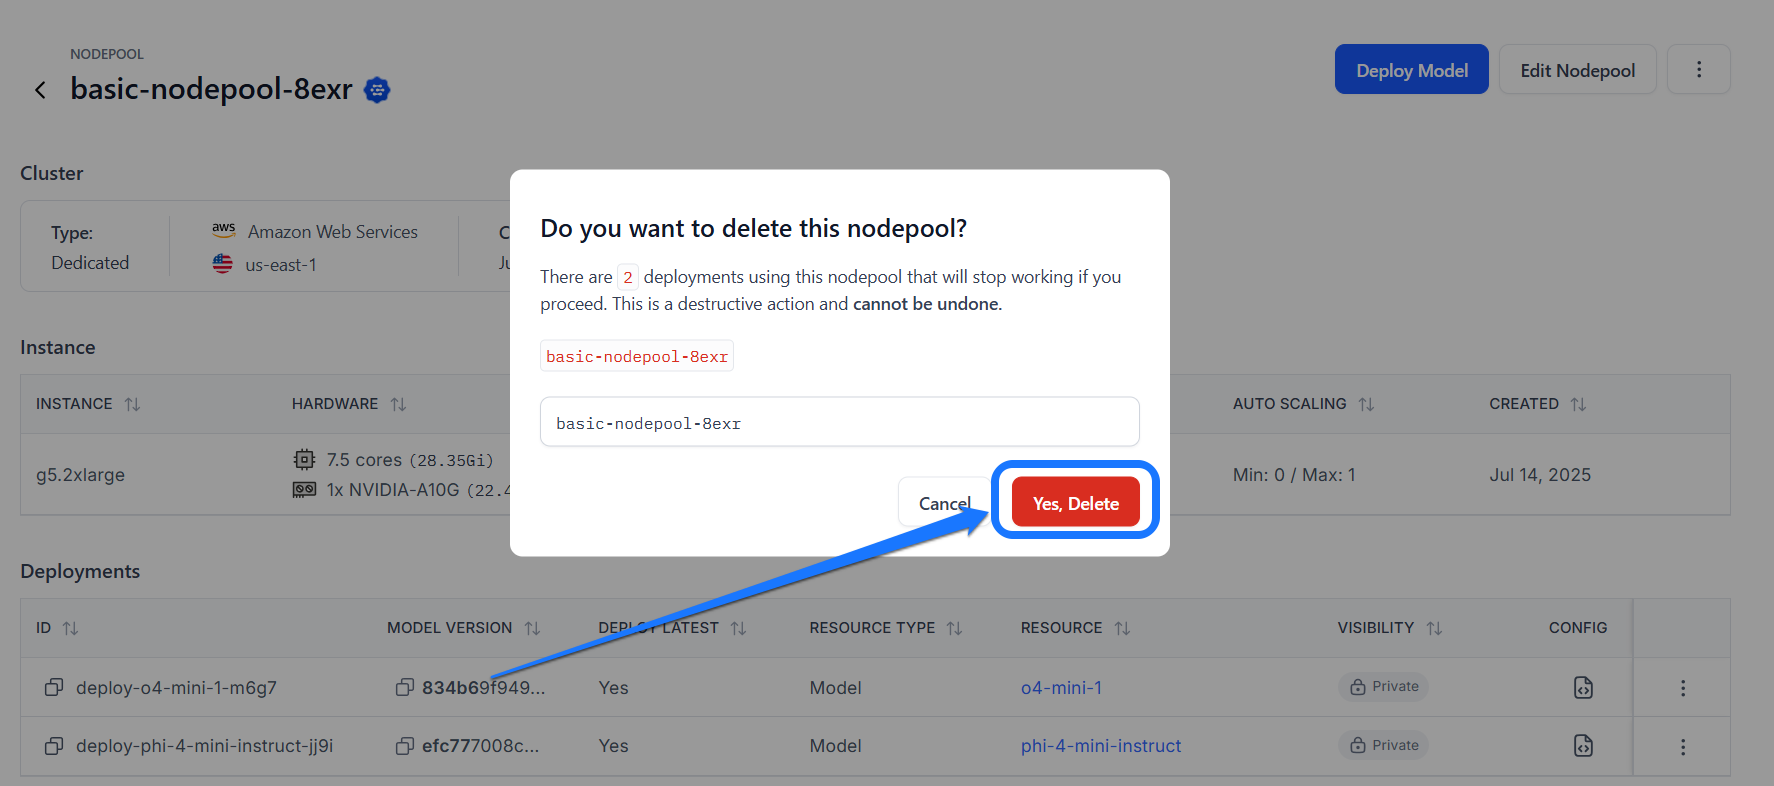 NODEPOOL
basic-nodepool-8exr
Deploy Model
Edit Nodepool
Cluster
Type:
Dedicated
aws Amazon Web Services
us-east-1
Do you want to delete this nodepool?
There are 2 deployments using this nodepool that will stop working if you
proceed. This is a destructive action and cannot be undone.
basic-nodepool-8exr
basic-nodepool-8exr
Cancel
Yes, Delete
Instance
INSTANCE HARDWARE AUTO SCALING CREATED
g5.2xlarge
7.5 cores (28.35Gi)
1x NVIDIA-A10G (22.4
Min: 0 / Max: 1
Jul 14, 2025
Deployments
ID MODEL VERSION DEPLOY LATEST RESOURCE TYPE RESOURCE VISIBILITY CONFIG
deploy-o4-mini-1-m6g7 834b69f949... Yes Model o4-mini-1 Private
deploy-phi-4-mini-instruct-jj9i efc777008c... Yes Model phi-4-mini-instruct Private